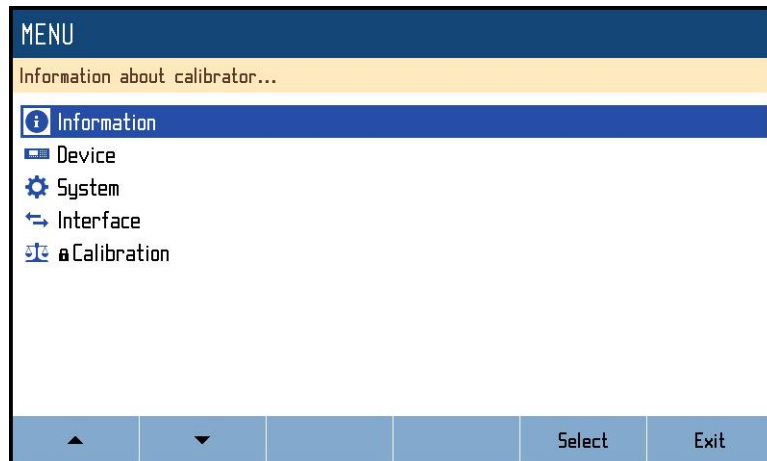 MENU
Information about calibrator...
Information
Device
System
Interface
Calibration
Select Exit